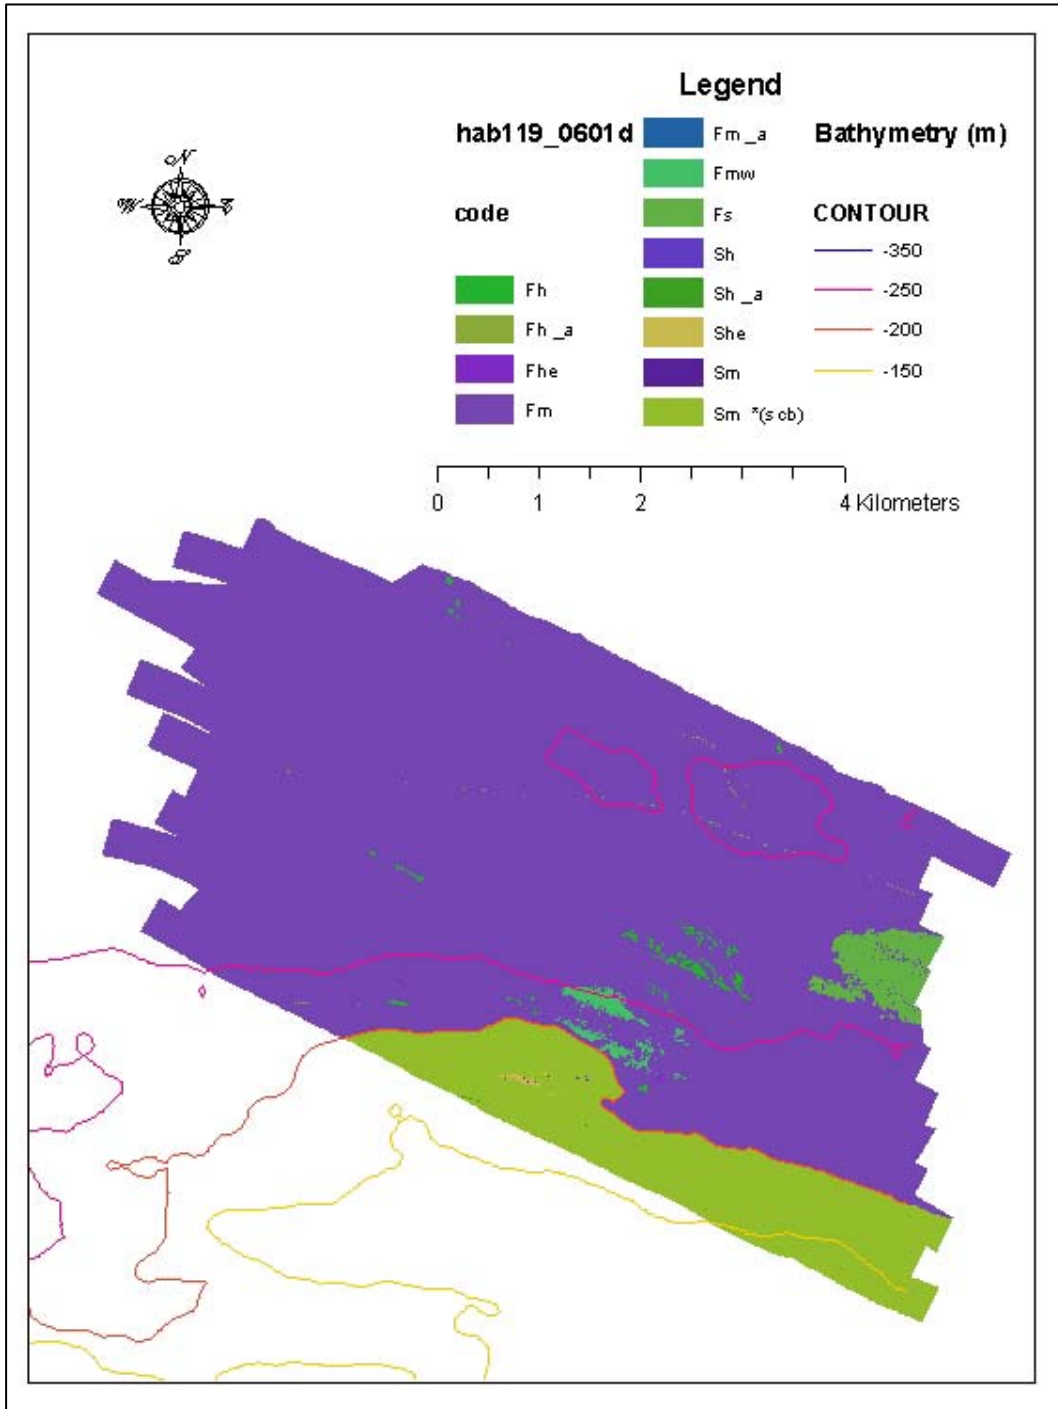 Legend
hab119_0601d
code
Fh
Fh _a
Fhe
Fm
Fm _a
Fmw
Fs
Sh
Sh _a
She
Sm
Sm *(s cb)
Bathymetry (m)
CONTOUR
-350
-250
-200
-150
N
W
E
S
0 1 2 4 Kilometers